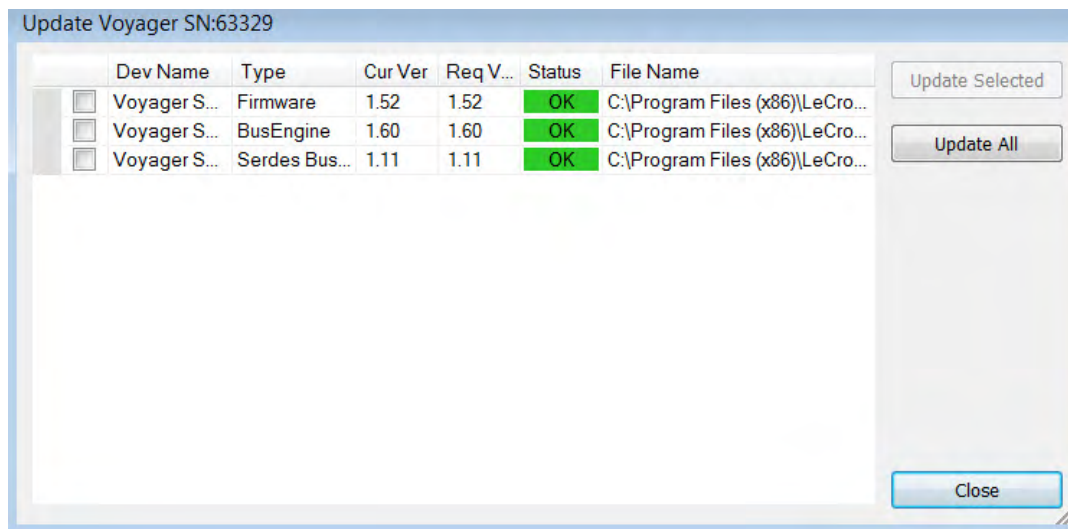 Update Voyager SN:63329
Dev Name Type Cur Ver Req V... Status File Name
Voyager S... Firmware 1.52 1.52 OK C:\Program Files (x86)\LeCro...
Voyager S... BusEngine 1.60 1.60 OK C:\Program Files (x86)\LeCro...
Voyager S... Serdes Bus... 1.11 1.11 OK C:\Program Files (x86)\LeCro...
Update Selected
Update All
Close